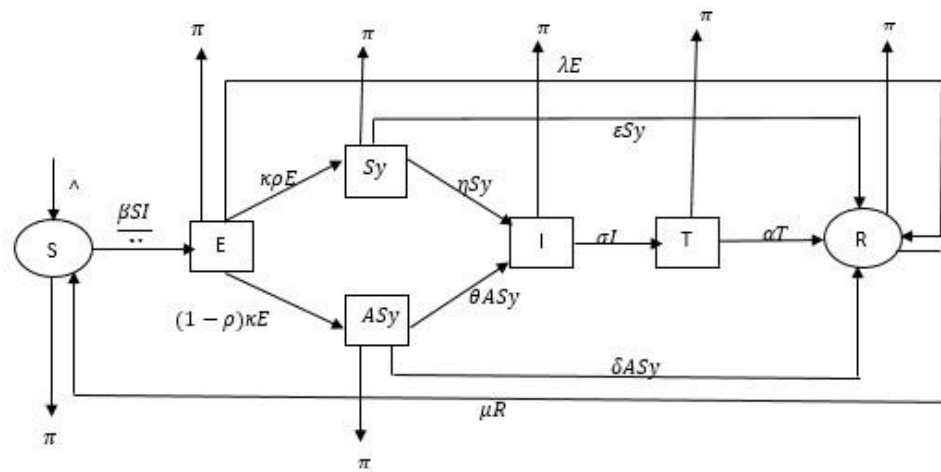 π π π π π
λE
εSy
Sy
κρE ηSy
βSI
S E I σI T αT R
(1 − ρ)κE ASy θASy
δASy
μR
π
π